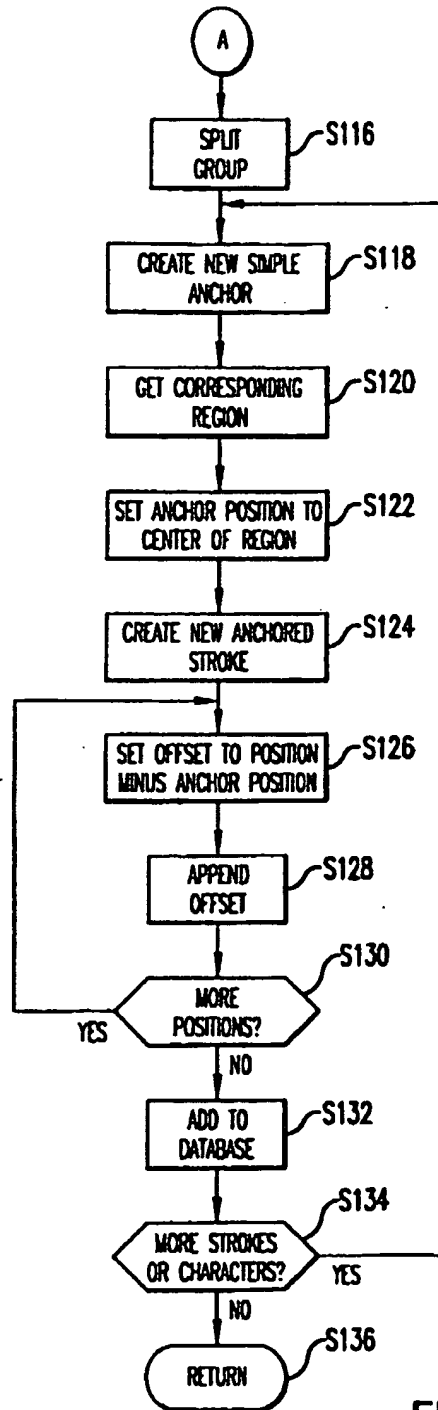 A
SPLIT
GROUP
S116
CREATE NEW SIMPLE
ANCHOR
S118
GET CORRESPONDING
REGION
S120
SET ANCHOR POSITION TO
CENTER OF REGION
S122
CREATE NEW ANCHORED
STROKE
S124
SET OFFSET TO POSITION
MINUS ANCHOR POSITION
S126
APPEND
OFFSET
S128
MORE
POSITIONS?
S130
YES
NO
ADD TO
DATABASE
S132
MORE STROKES
OR CHARACTERS?
S134
YES
NO
RETURN
S136